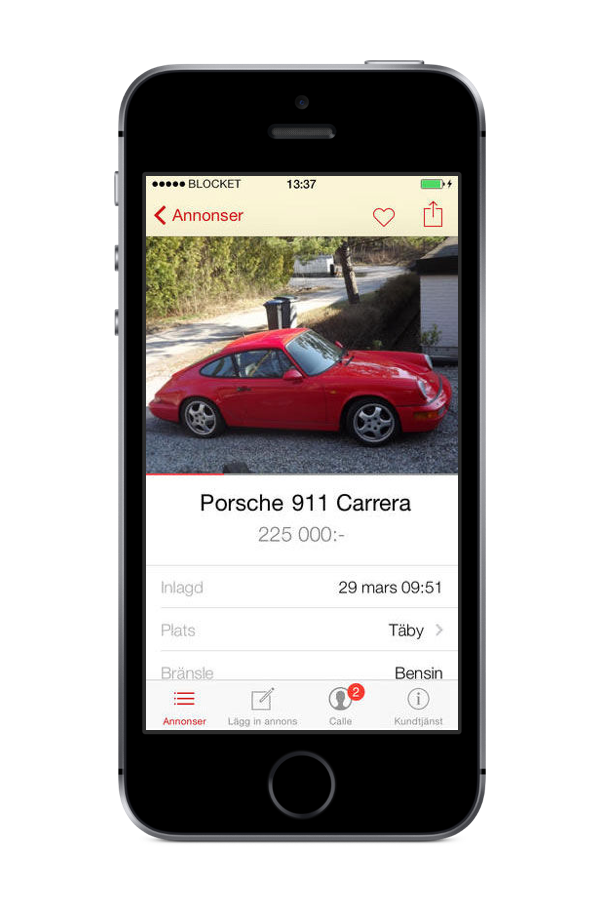 BLOCKET 13:37
Annonser
Porsche 911 Carrera
225 000:-
Inlagd 29 mars 09:51
Plats Täby
Bränsle Bensin
2
Annonser Lägg in annons Calle Kundtjänst